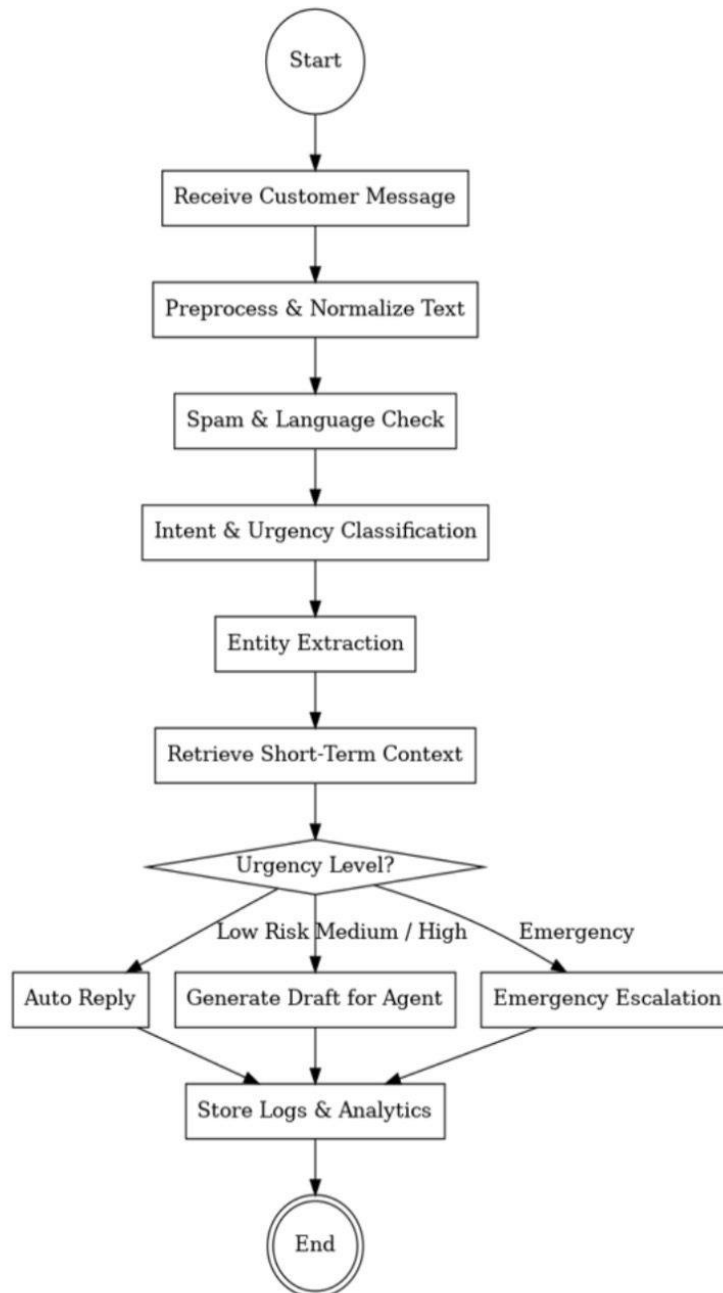 Start
Receive Customer Message
Preprocess & Normalize Text
Spam & Language Check
Intent & Urgency Classification
Entity Extraction
Retrieve Short-Term Context
Urgency Level?
Low Risk
Medium / High
Emergency
Auto Reply
Generate Draft for Agent
Emergency Escalation
Store Logs & Analytics
End